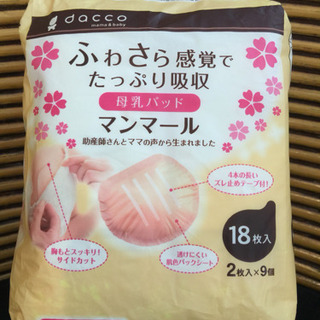 dacco
mama & baby
ふわさら感覚で
たっぷり吸収
母乳パッド
マンマール
助産師さんとママの声から生まれました
4本の長い
ズレ止めテープ付!
胸もとスッキリ!
サイドカット
透けにくい
肌色バックシート
18枚入
2枚入×9個